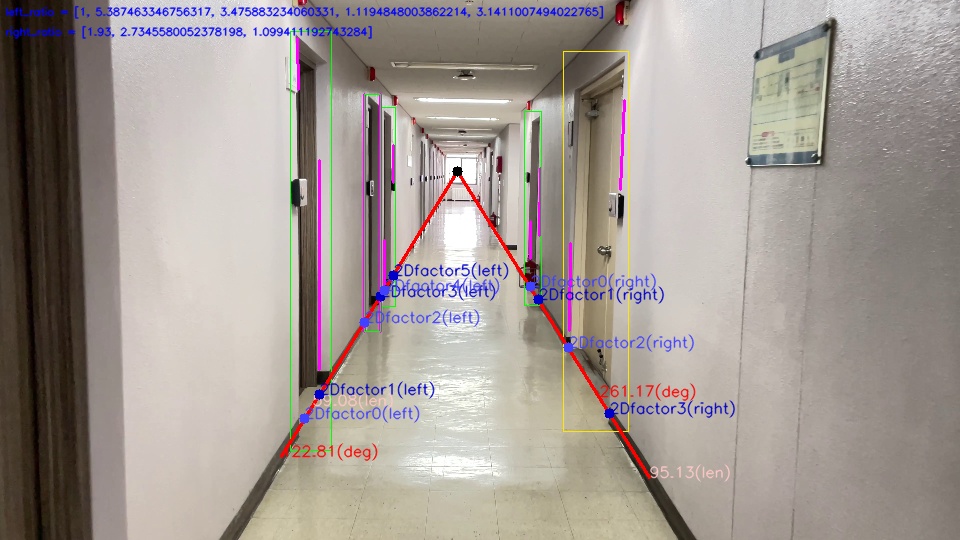 left_ratio = [1, 5.387463346756317, 3.475883234060331, 1.1194848003862214, 3.1411007494022765]
right_ratio = [1.93, 2.7345580052378198, 1.099411192743284]
2Dfactor5(left)
2Dfactor4(left)
2Dfactor3(left)
2Dfactor0(right)
2Dfactor1(right)
2Dfactor2(left)
2Dfactor2(right)
2Dfactor1(left)
261.17(deg)
2Dfactor3(right)
2Dfactor0(left)
22.81(deg)
95.13(len)